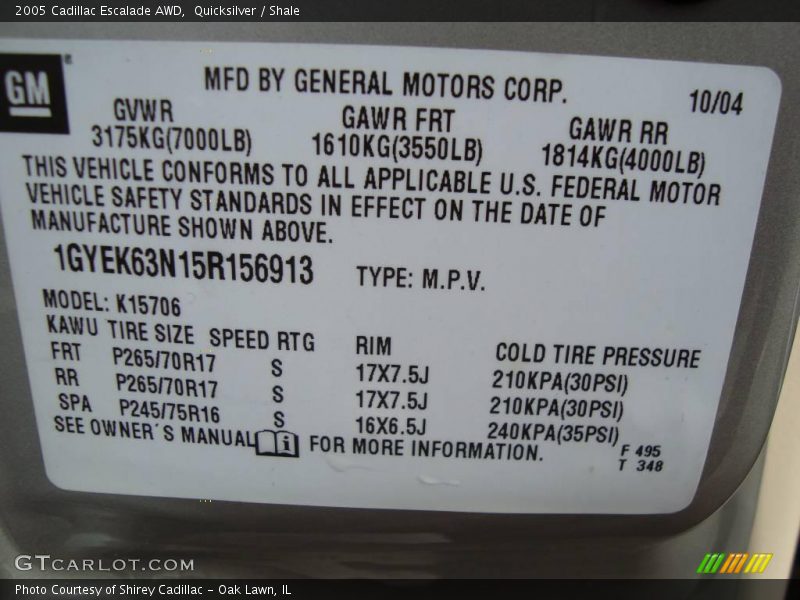 2005 Cadillac Escalade AWD,  Quicksilver / Shale
GM
®
MFD BY GENERAL MOTORS CORP.
10/04
GVWR GAWR FRT GAWR RR
3175KG(7000LB) 1610KG(3550LB) 1814KG(4000LB)
THIS VEHICLE CONFORMS TO ALL APPLICABLE U.S. FEDERAL MOTOR
VEHICLE SAFETY STANDARDS IN EFFECT ON THE DATE OF
MANUFACTURE SHOWN ABOVE.
1GYEK63N15R156913 TYPE: M.P.V.
MODEL: K15706
KAWU TIRE SIZE SPEED RTG RIM COLD TIRE PRESSURE
FRT P265/70R17 S 17X7.5J 210KPA(30PSI)
RR P265/70R17 S 17X7.5J 210KPA(30PSI)
SPA P245/75R16 S 16X6.5J 240KPA(35PSI)
SEE OWNER'S MANUAL i FOR MORE INFORMATION.
F 495
T 348
GTCARLOT.COM
Photo Courtesy of Shirey Cadillac - Oak Lawn, IL